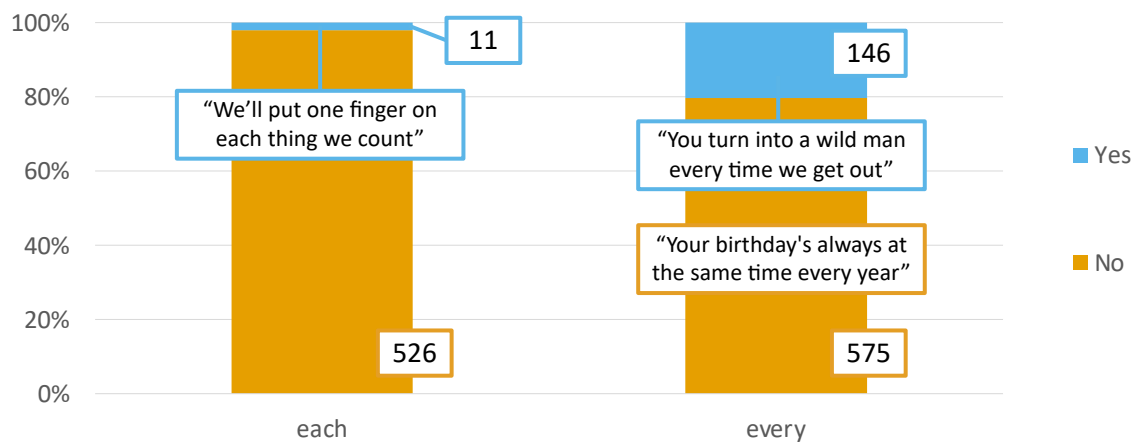 100%
80%
60%
40%
20%
0%
11
146
“We’ll put one finger on
each thing we count”
“You turn into a wild man
every time we get out”
“Your birthday's always at
the same time every year”
526
575
each
every
Yes
No